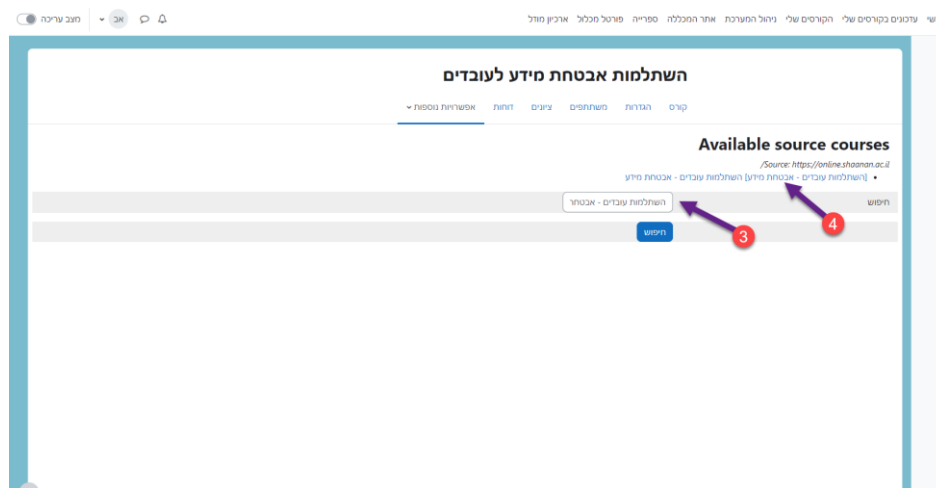 עדכונים בקורסים שלי הקורסים שלי ניהול המערכת אתר המכללה ספרייה פורטל מכלול ארכיון מודל
אב מצב עריכה
השתלמות אבטחת מידע לעובדים
קורס הגדרות משתתפים ציונים דוחות אפשרויות נוספות
Available source courses
Source: https://online.shaanan.ac.il/
[השתלמות עובדים - אבטחת מידע] השתלמות עובדים - אבטחת מידע
חיפוש השתלמות עובדים - אבטחר
חיפוש
3
4